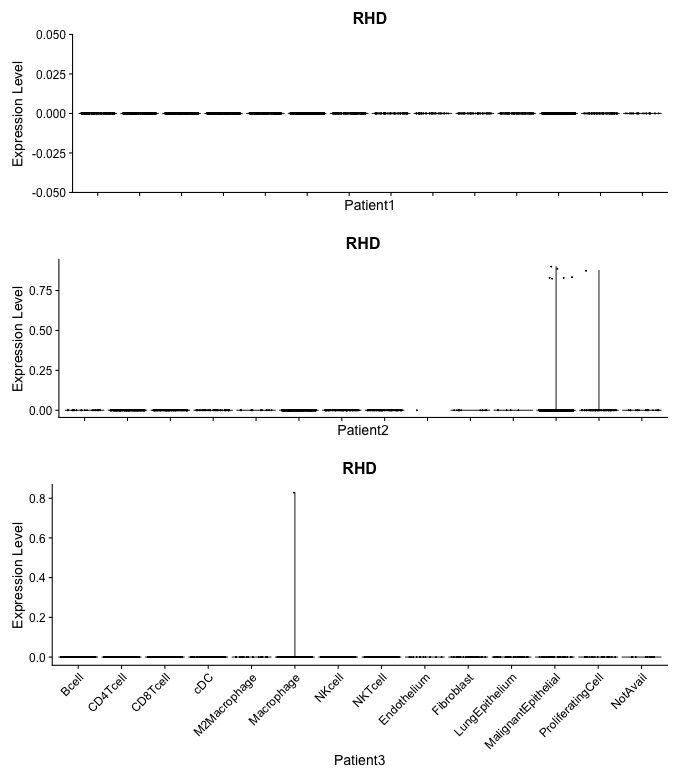 RHD
Expression Level
0.050
0.025
0.000
-0.025
-0.050
Patient1
RHD
Expression Level
0.75
0.50
0.25
0.00
Patient2
RHD
Expression Level
0.8
0.6
0.4
0.2
0.0
Bcell
CD4Tcell
CD8Tcell
cDC
M2Macrophage
Macrophage
NKcell
NKTcell
Endothelium
Fibroblast
LungEpithelium
MalignantEpithelial
ProliferatingCell
NotAvail
Patient3